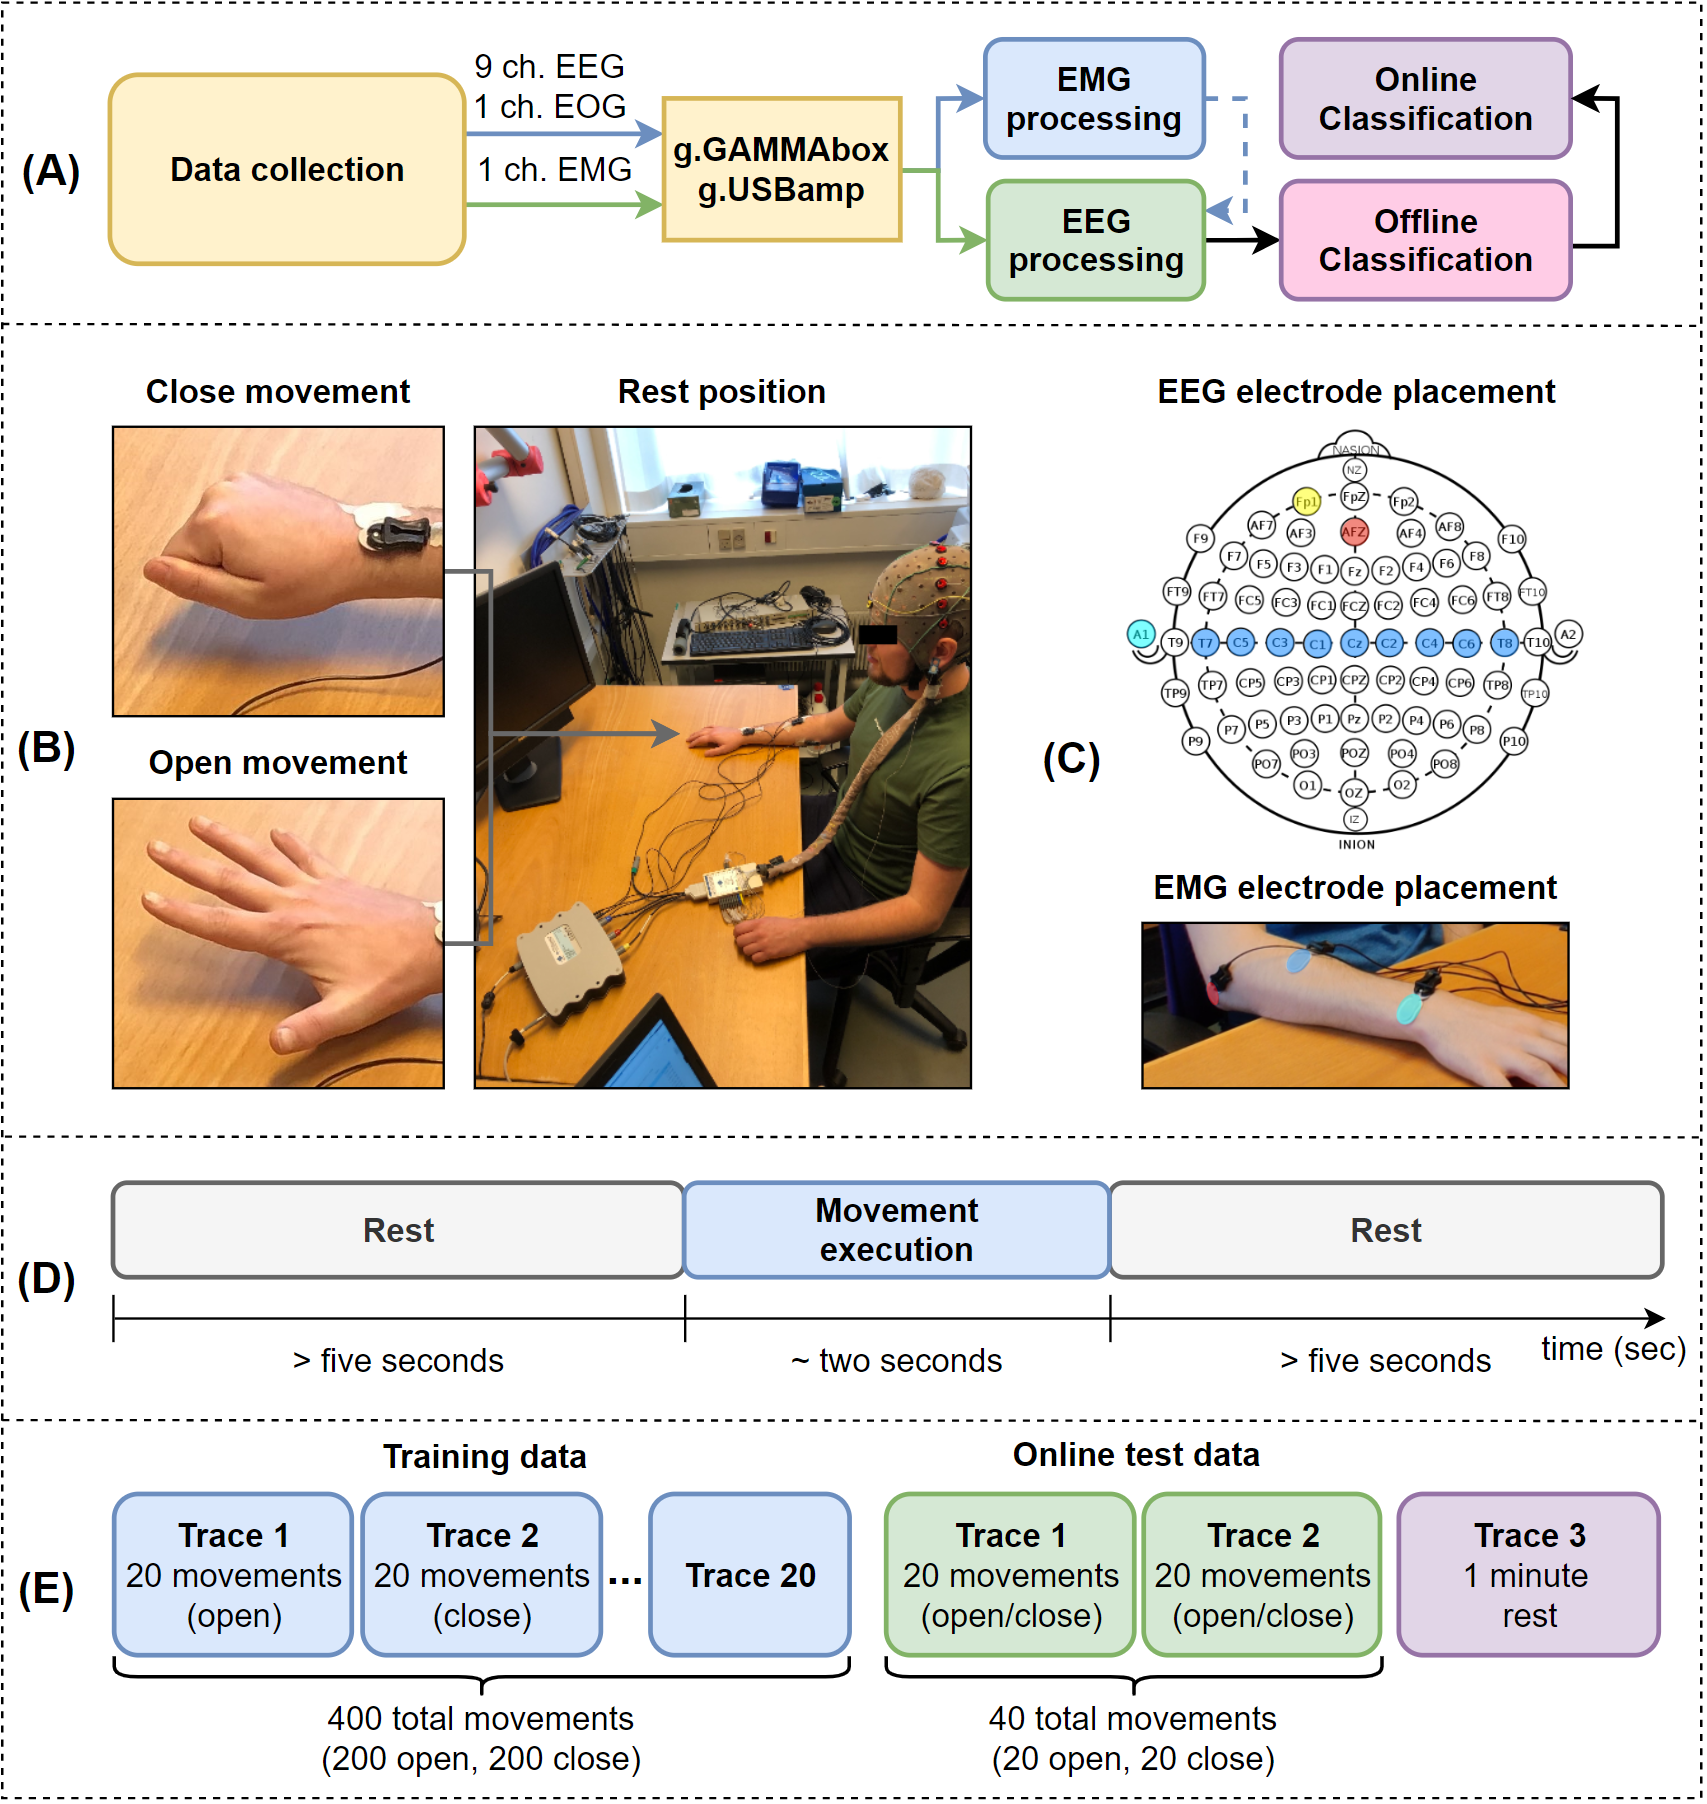 (A)
Data collection
9 ch. EEG
1 ch. EOG
1 ch. EMG
g.GAMMAbox
g.USBamp
EMG
processing
EEG
processing
Online
Classification
Offline
Classification
(B)
Close movement
Open movement
Rest position
(C)
EEG electrode placement
NASION
NZ
Fp1 FpZ Fp2
AF7 AF3 AFZ AF4 AF8
F9 F7 F5 F3 F1 Fz F2 F4 F6 F8 F10
FT9 FT7 FC5 FC3 FC1 FCZ FC2 FC4 FC6 FT8 FT10
A1 T9 T7 C5 C3 C1 Cz C2 C4 C6 T8 T10 A2
TP9 TP7 CP5 CP3 CP1 CPZ CP2 CP4 CP6 TP8 TP10
P9 P7 P5 P3 P1 Pz P2 P4 P6 P8 P10
PO7 PO3 POZ PO4 PO8
O1 OZ O2
IZ
INION
EMG electrode placement
(D)
Rest
Movement
execution
Rest
> five seconds
~ two seconds
> five seconds
time (sec)
(E)
Training data
Trace 1
20 movements
(open)
Trace 2
20 movements
(close)
...
Trace 20
400 total movements
(200 open, 200 close)
Online test data
Trace 1
20 movements
(open/close)
Trace 2
20 movements
(open/close)
Trace 3
1 minute
rest
40 total movements
(20 open, 20 close)